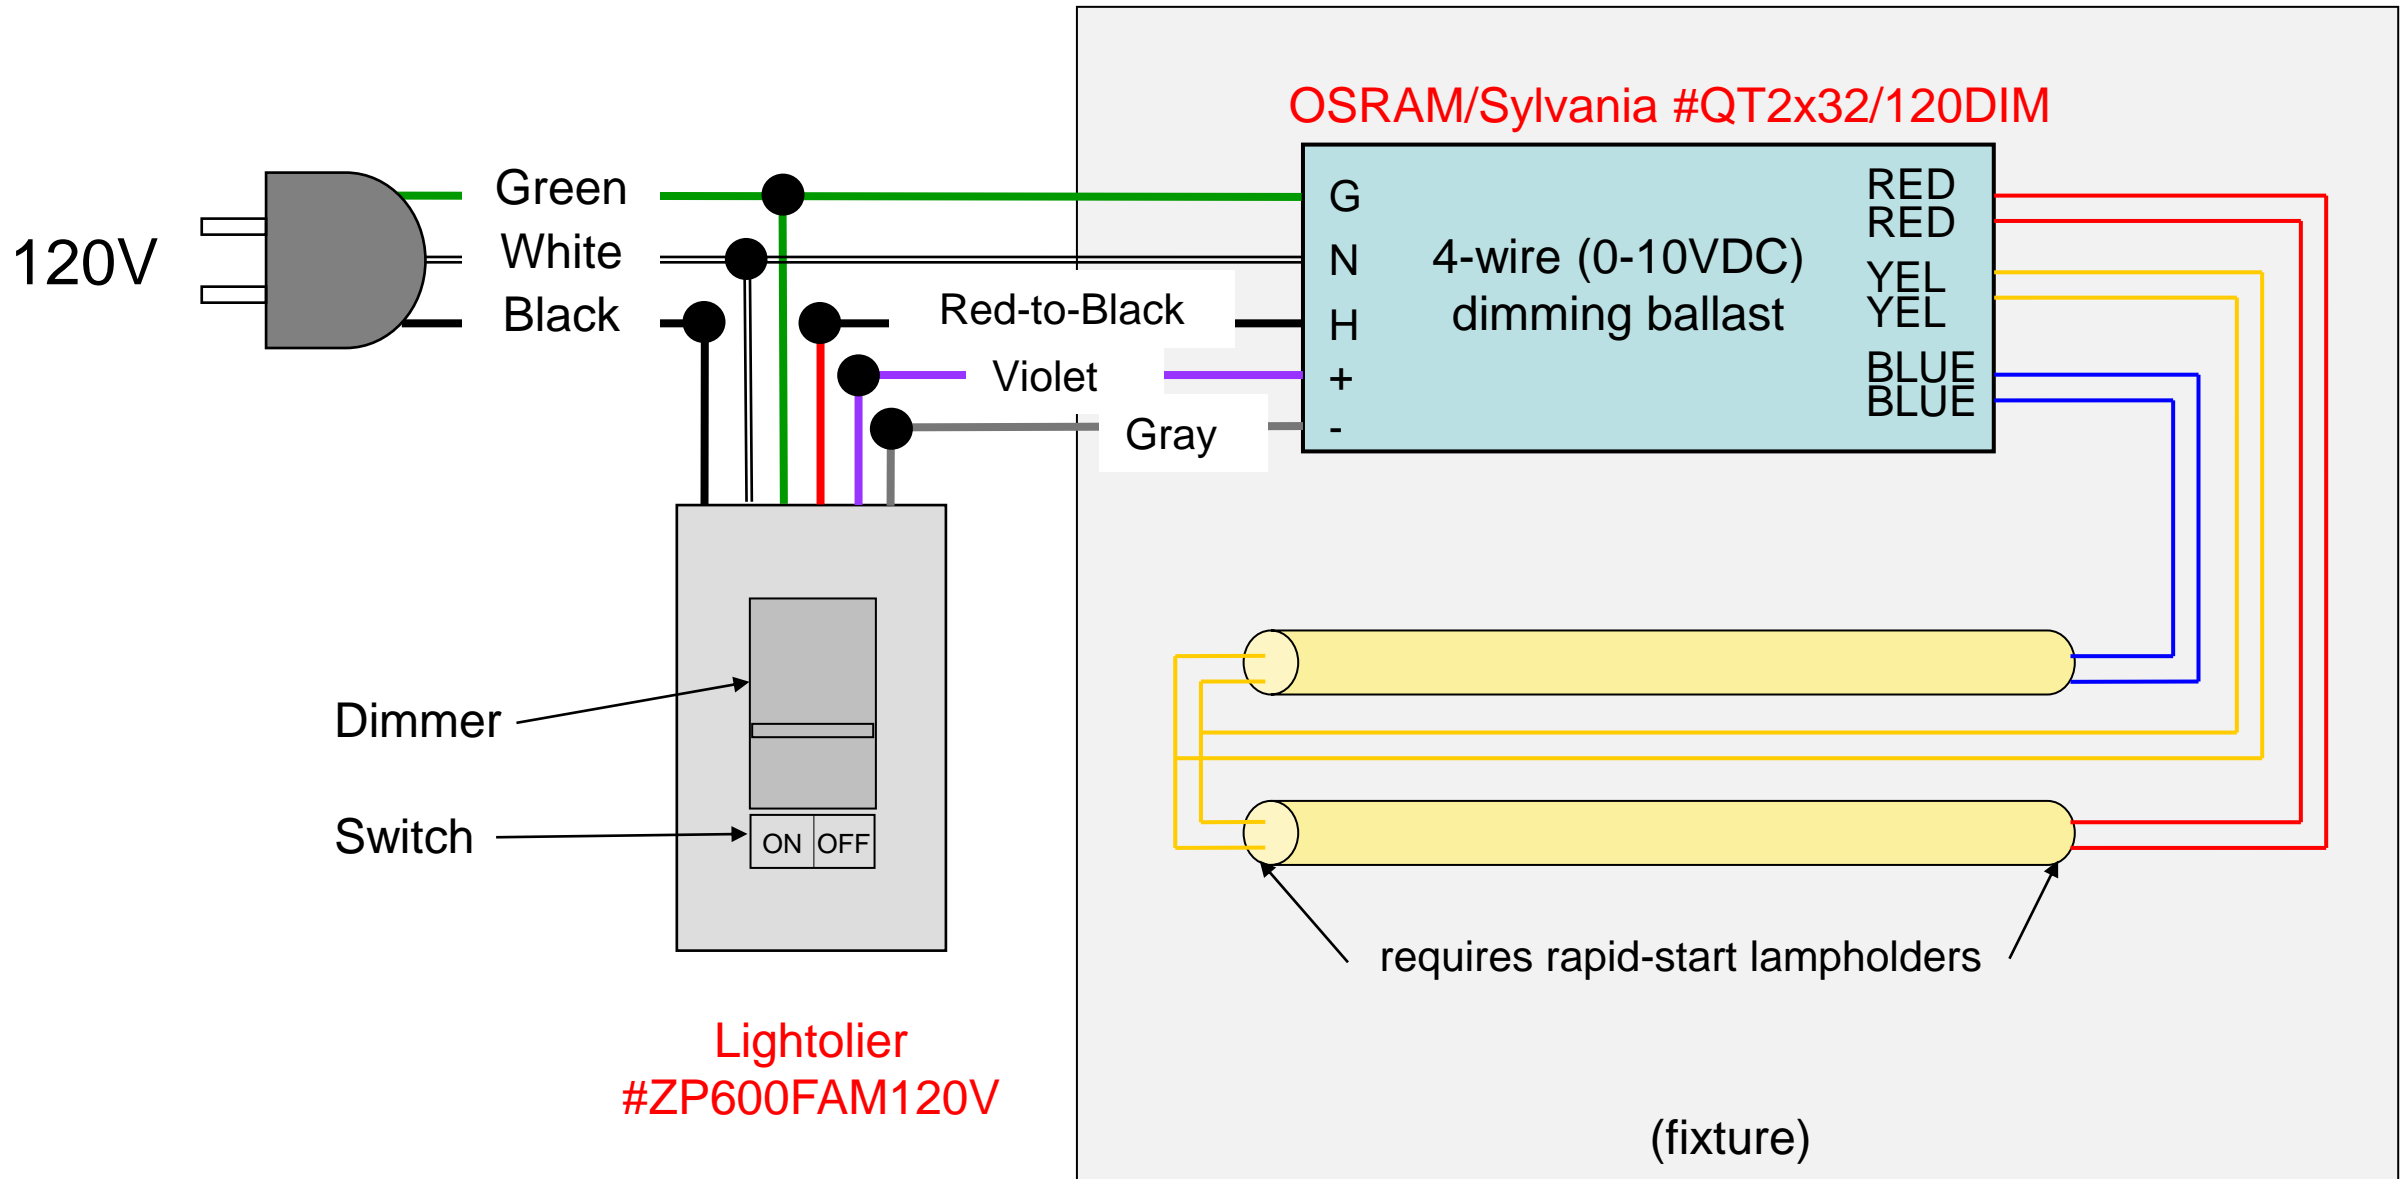 OSRAM/Sylvania #QT2x32/120DIM
120V
Green
White
Black
Red-to-Black
Violet
Gray
G
N
H
+
-
4-wire (0-10VDC)
dimming ballast
RED
RED
YEL
YEL
BLUE
BLUE
Dimmer
Switch
ON OFF
requires rapid-start lampholders
Lightolier
#ZP600FAM120V
(fixture)